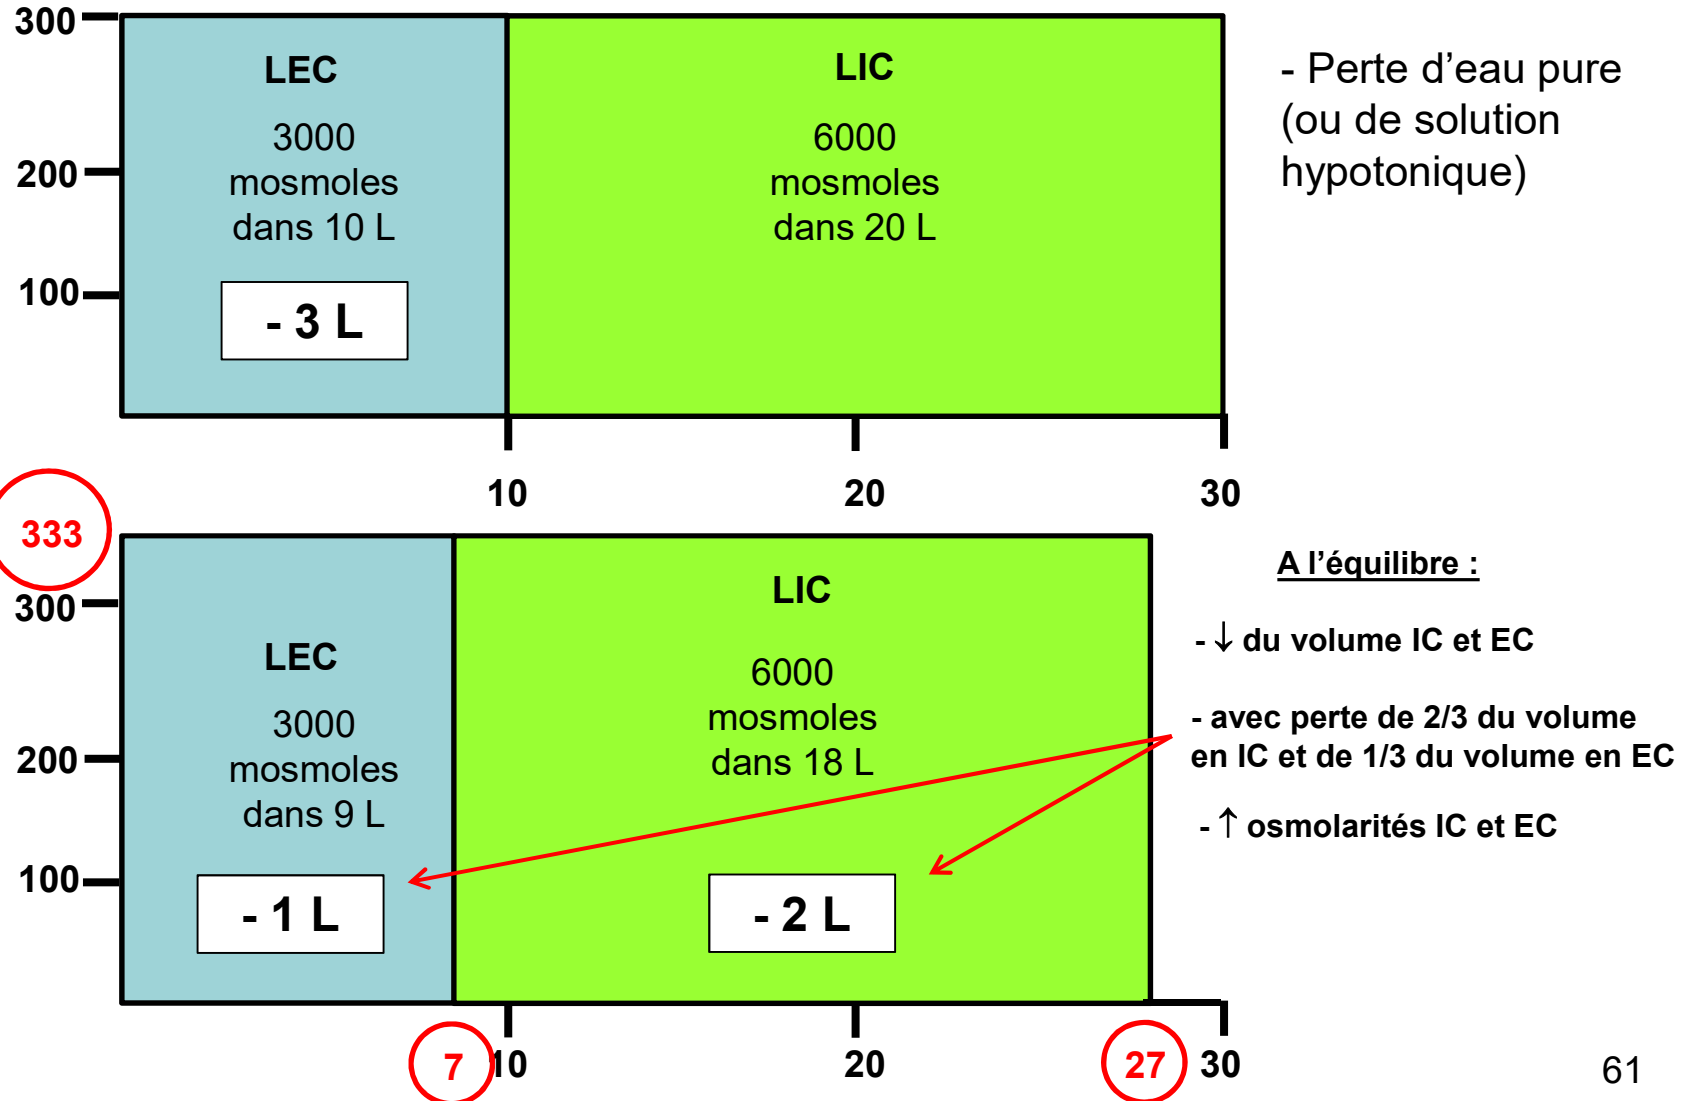 300
200
100
LEC
3000
mosmoles
dans 10 L
- 3 L
LIC
6000
mosmoles
dans 20 L
10
20
30
- Perte d’eau pure
(ou de solution
hypotonique)
333
300
200
100
LEC
3000
mosmoles
dans 9 L
- 1 L
LIC
6000
mosmoles
dans 18 L
- 2 L
7
10
20
27
30
A l’équilibre :
- ↓ du volume IC et EC
- avec perte de 2/3 du volume
en IC et de 1/3 du volume en EC
- ↑ osmolarités IC et EC
61